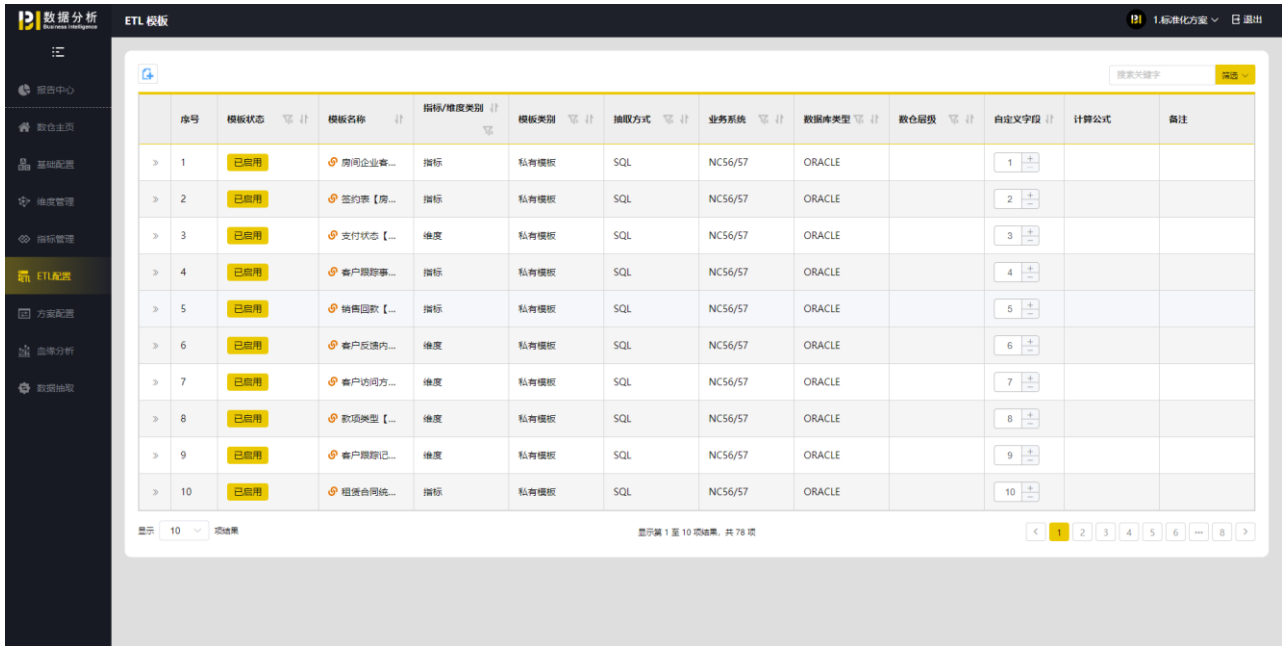 数据分析
Business Intelligence
ETL 模板
1.标准化方案
退出
报告中心
数仓主页
基础配置
维度管理
指标管理
ETL配置
方案配置
血缘分析
数据抽取
搜索关键字
筛选
序号 模板状态 模板名称 指标/维度类别 模板类别 抽取方式 业务系统 数据库类型 数仓层级 自定义字段 计算公式 备注
1 已启用 房间企业客... 指标 私有模板 SQL NC56/57 ORACLE 1
2 已启用 签约表【房... 指标 私有模板 SQL NC56/57 ORACLE 2
3 已启用 支付状态【... 维度 私有模板 SQL NC56/57 ORACLE 3
4 已启用 客户跟踪事... 指标 私有模板 SQL NC56/57 ORACLE 4
5 已启用 销售回款【... 指标 私有模板 SQL NC56/57 ORACLE 5
6 已启用 客户反馈内... 维度 私有模板 SQL NC56/57 ORACLE 6
7 已启用 客户访问方... 维度 私有模板 SQL NC56/57 ORACLE 7
8 已启用 款项类型【... 维度 私有模板 SQL NC56/57 ORACLE 8
9 已启用 客户跟踪记... 维度 私有模板 SQL NC56/57 ORACLE 9
10 已启用 租赁合同统... 指标 私有模板 SQL NC56/57 ORACLE 10
显示 10 项结果
显示第 1 至 10 项结果, 共 78 项
1 2 3 4 5 6 ... 8